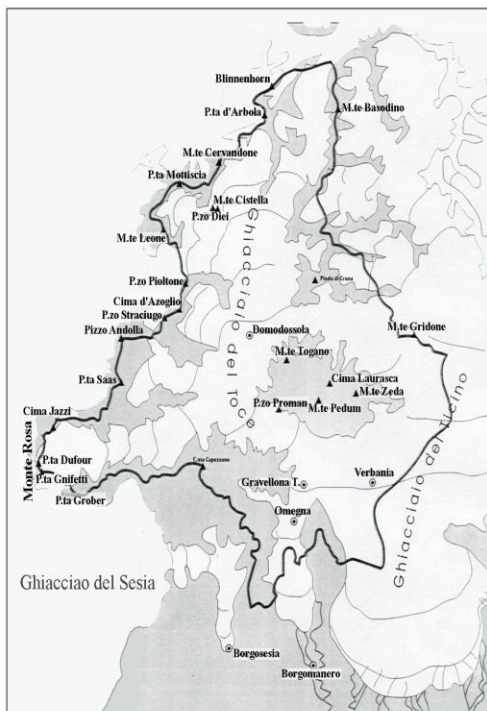 Blinnenhorn
P.ta d'Arbola
M.te Basodino
M.te Cervandone
P.ta Mottiscia
M.te Cistella
P.zo Diei
M.te Leone
Ghiacciaio del Toce
P.zo Pioltone
Cima d'Azoglio
P.zo Straciugo
Pizzo Andolla
Domodossola
M.te Gridone
M.te Togano
P.ta Saas
Cima Laurasca
M.te Zeda
P.zo Proman
M.te Pedum
Cima Jazzi
Monte Rosa
P.ta Dufour
P.ta Gnifetti
P.ta Grober
Gravellona T.
Verbania
Ghiacciaio del Ticino
Omegna
Ghiacciao del Sesia
Borgosesia
Borgomanero